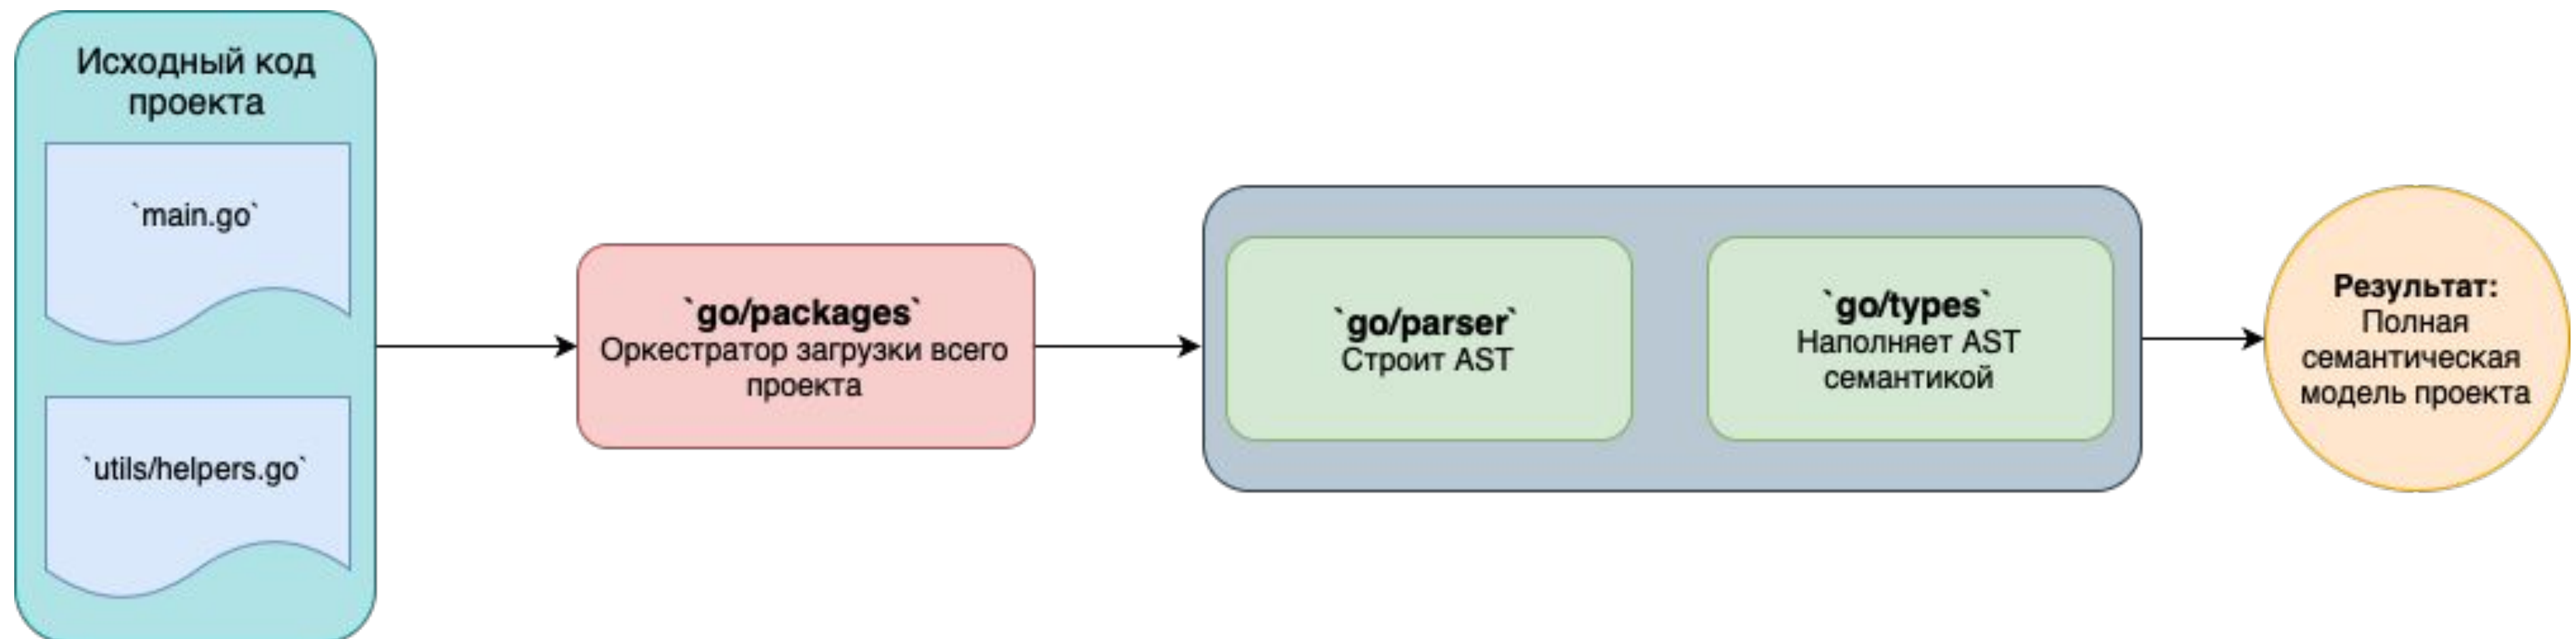 Исходный код
проекта
`main.go`
`utils/helpers.go`
`go/packages`
Оркестратор загрузки всего
проекта
`go/parser`
Строит AST
`go/types`
Наполняет AST
семантикой
Результат:
Полная
семантическая
модель проекта